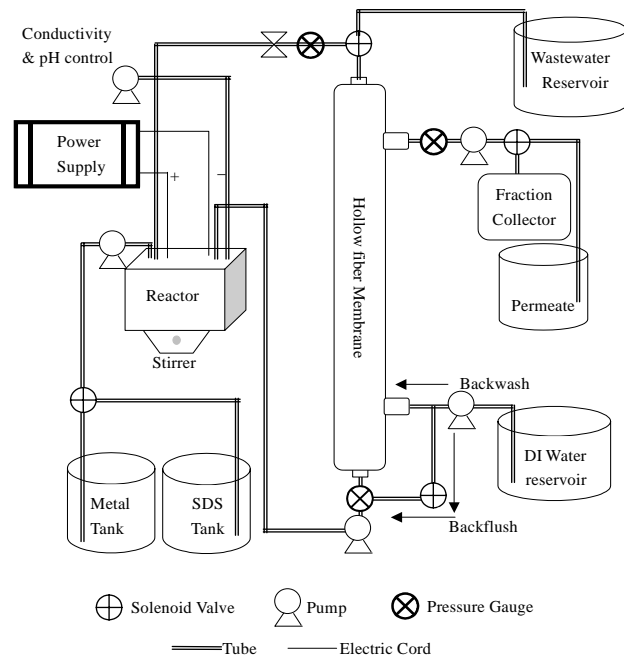 Conductivity
& pH control
Wastewater
Reservoir
Power
Supply
+
−
Fraction
Collector
Hollow fiber Membrane
Reactor
Permeate
Stirrer
Backwash
DI Water
reservoir
Metal
Tank
SDS
Tank
Backflush
Solenoid Valve
Pump
Pressure Gauge
Tube
Electric Cord